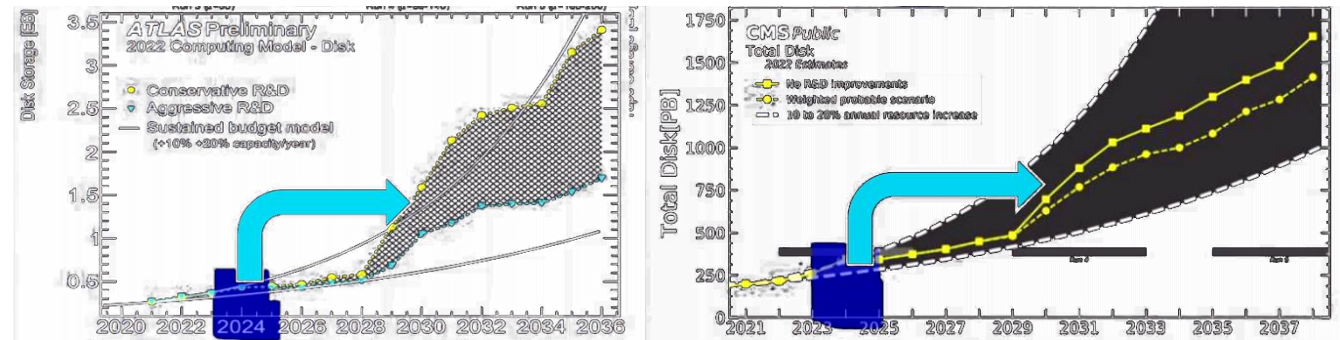 ATLAS Preliminary
2022 Computing Model - Disk
Conservative R&D
Aggressive R&D
Sustained budget model
(+10% +20% capacity/year)
Disk Storage [EB]
3.5
3
2.5
2
1.5
1
0.5
2020 2022 2024 2026 2028 2030 2032 2034 2036
CMS Public
Total Disk
2022 Estimates
No R&D improvements
Weighted probable scenario
10 to 20% annual resource increase
Total Disk[PB]
1750
1500
1250
1000
750
500
250
0
Run 4
2021 2023 2025 2027 2029 2031 2033 2035 2037